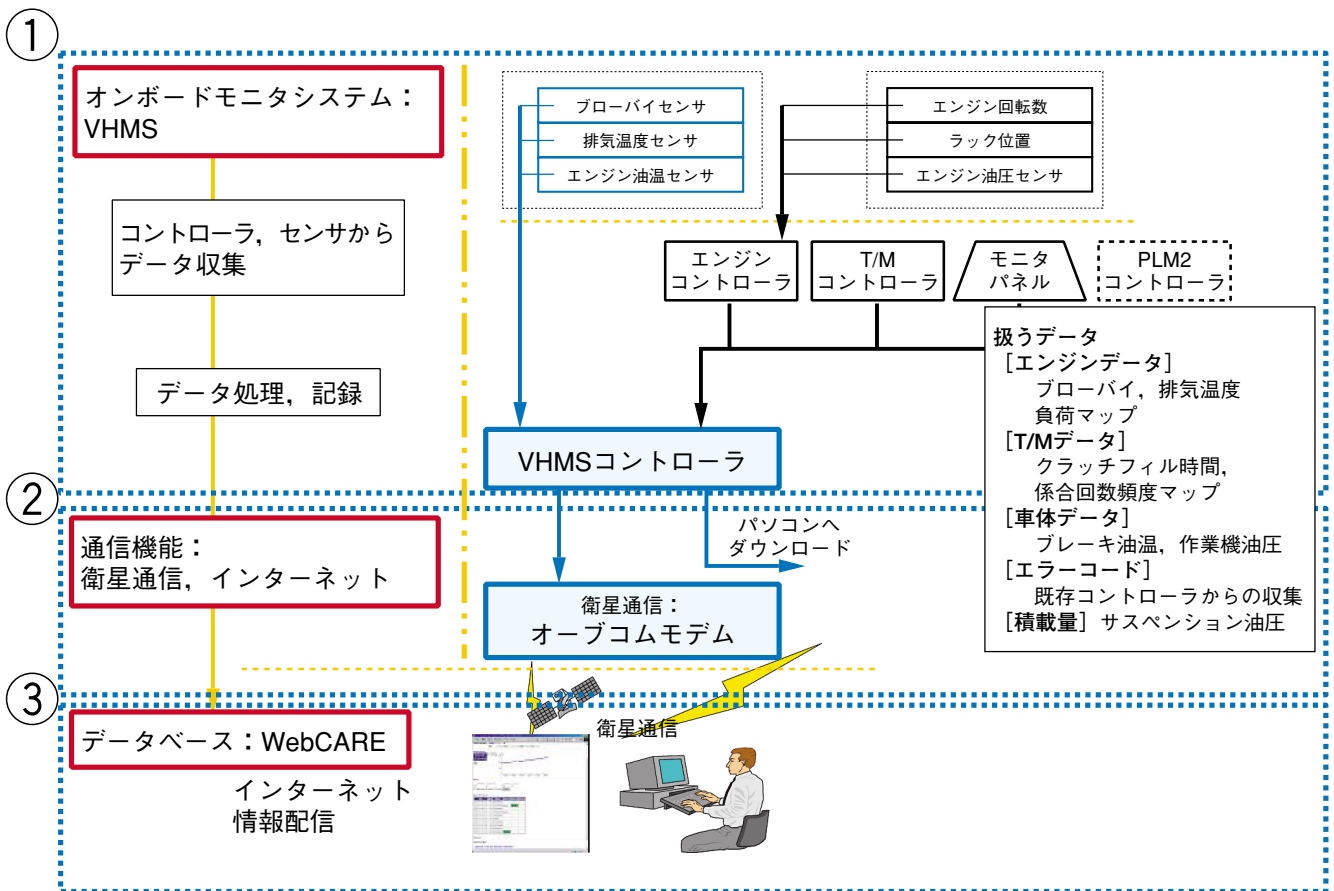 ①
オンボードモニタシステム：
VHMS
コントローラ，センサから
データ収集
データ処理，記録
ブローバイセンサ
排気温度センサ
エンジン油温センサ
エンジン回転数
ラック位置
エンジン油圧センサ
エンジン
コントローラ
T/M
コントローラ
モニタ
パネル
PLM2
コントローラ
VHMSコントローラ
扱うデータ
［エンジンデータ］
ブローバイ，排気温度
負荷マップ
［T/Mデータ］
クラッチフィル時間，
係合回数頻度マップ
［車体データ］
ブレーキ油温，作業機油圧
［エラーコード］
既存コントローラからの収集
［積載量］サスペンション油圧
②
通信機能：
衛星通信，インターネット
パソコンへ
ダウンロード
衛星通信：
オーブコムモデム
③
データベース：WebCARE
インターネット
情報配信
衛星通信